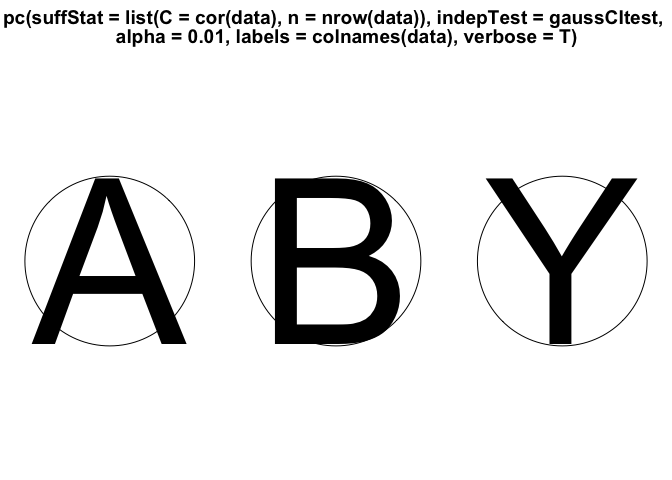 pc(suffStat = list(C = cor(data), n = nrow(data)), indepTest = gaussCItest,
alpha = 0.01, labels = colnames(data), verbose = T)
A B Y